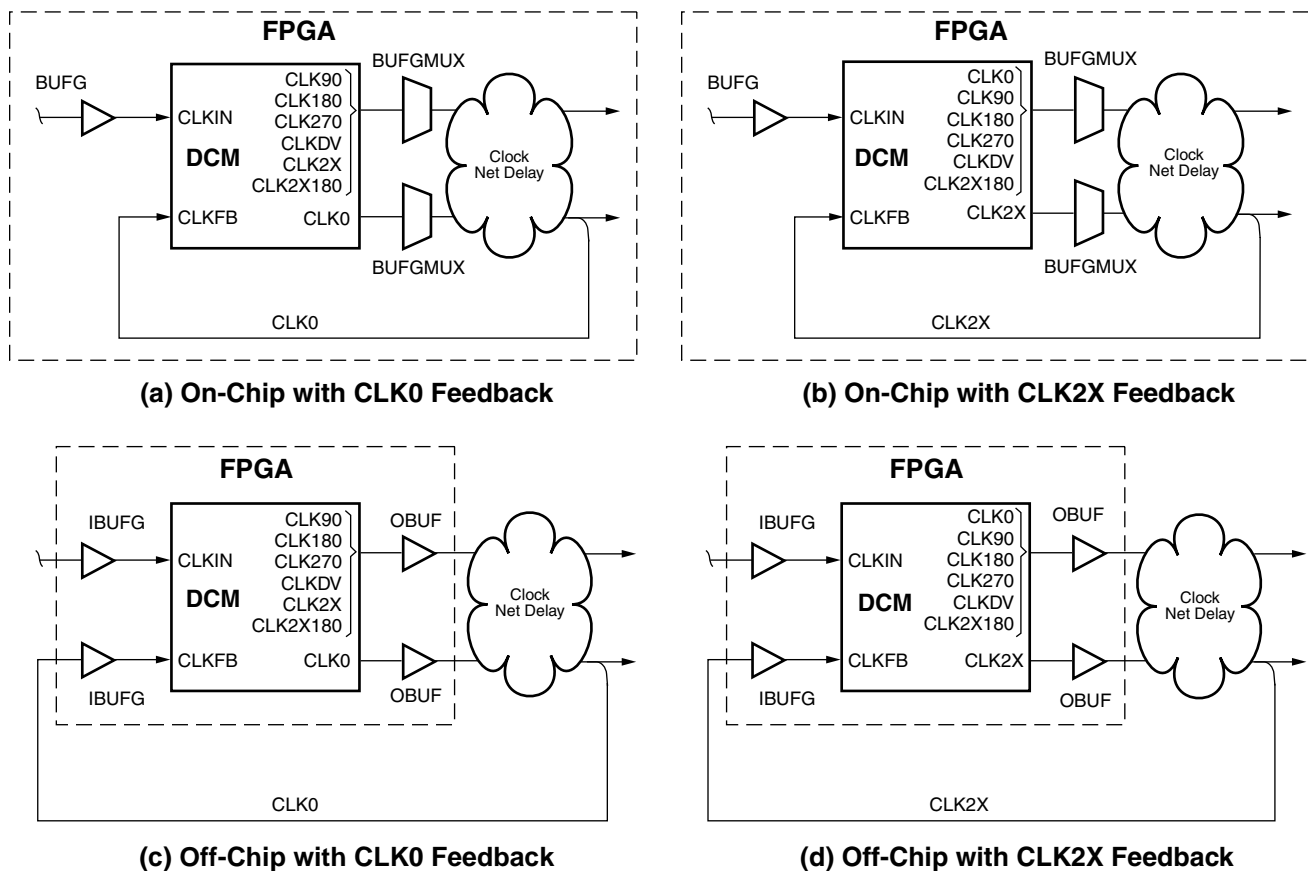 FPGA
BUFG
BUFGMUX
CLK90
CLK180
CLK270
CLKDV
CLK2X
CLK2X180
CLKIN
DCM
CLKFB
CLK0
BUFGMUX
Clock
Net Delay
CLK0
(a) On-Chip with CLK0 Feedback
FPGA
BUFG
BUFGMUX
CLK0
CLK90
CLK180
CLK270
CLKDV
CLK2X180
CLKIN
DCM
CLKFB
CLK2X
BUFGMUX
Clock
Net Delay
CLK2X
(b) On-Chip with CLK2X Feedback
FPGA
IBUFG
OBUF
CLK90
CLK180
CLK270
CLKDV
CLK2X
CLK2X180
CLKIN
DCM
CLKFB
CLK0
IBUFG
OBUF
Clock
Net Delay
CLK0
(c) Off-Chip with CLK0 Feedback
FPGA
IBUFG
OBUF
CLK0
CLK90
CLK180
CLK270
CLKDV
CLK2X180
CLKIN
DCM
CLKFB
CLK2X
IBUFG
OBUF
Clock
Net Delay
CLK2X
(d) Off-Chip with CLK2X Feedback